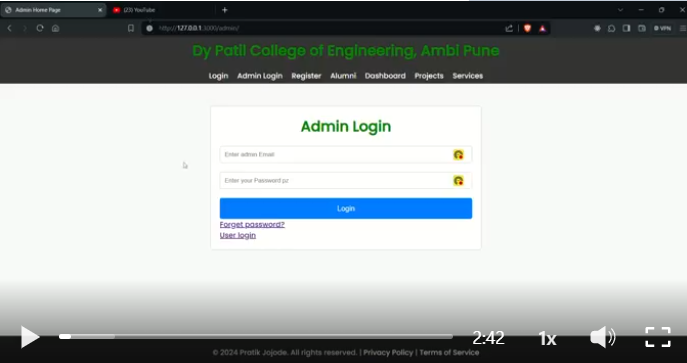 Admin Home Page
(23) YouTube
http://127.0.0.1:3000/admin/
VPN
Dy Patil College of Engineering, Ambi Pune
Login Admin Login Register Alumni Dashboard Projects Services
Admin Login
Enter admin Email
Enter your Password pz
Login
Forget password?
User login
2:42
1x
© 2024 Pratik Jojode. All rights reserved. | Privacy Policy | Terms of Service